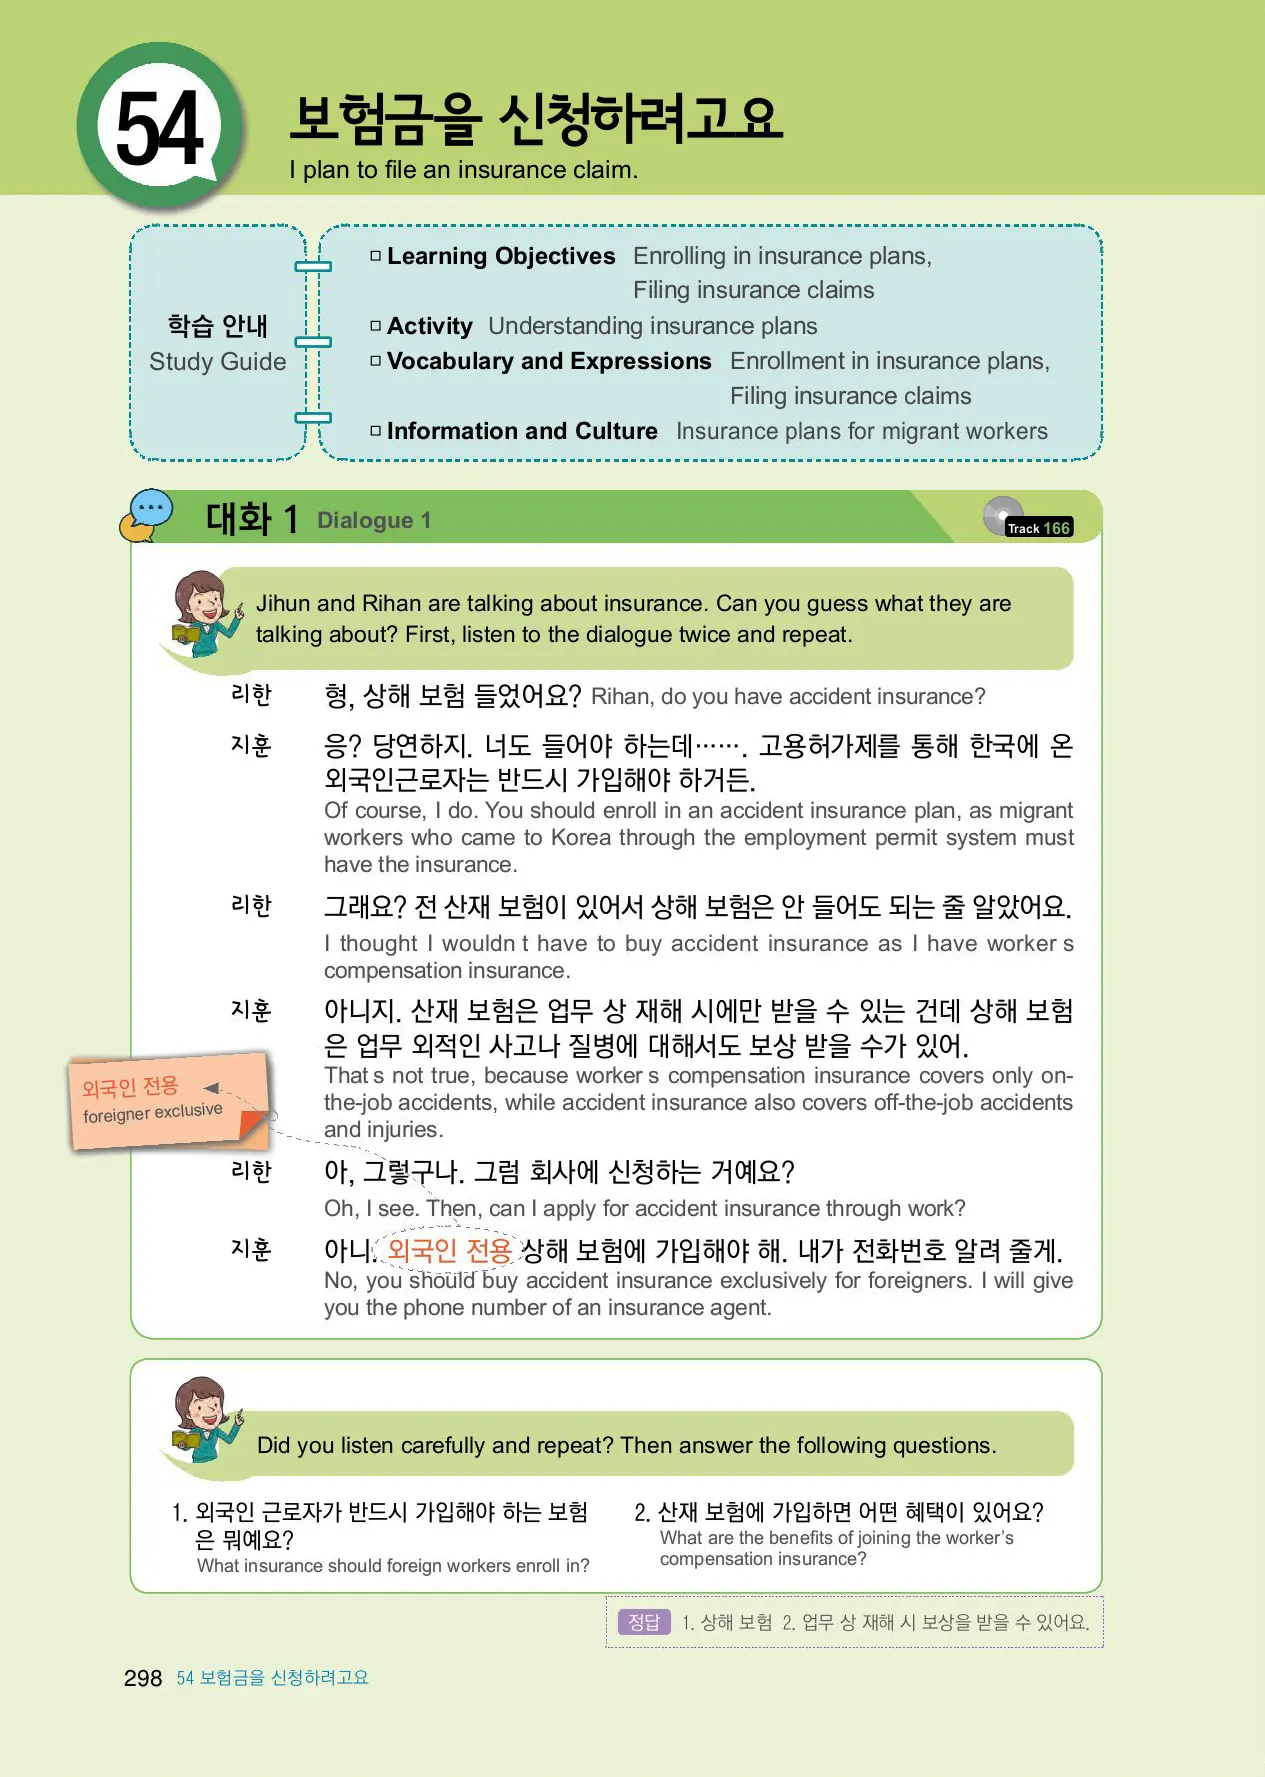 54
보험금을 신청하려고요
I plan to file an insurance claim.
학습 안내
Study Guide
Learning Objectives Enrolling in insurance plans,
Filing insurance claims
Activity Understanding insurance plans
Vocabulary and Expressions Enrollment in insurance plans,
Filing insurance claims
Information and Culture Insurance plans for migrant workers
대화 1 Dialogue 1
Track 166
Jihun and Rihan are talking about insurance. Can you guess what they are
talking about? First, listen to the dialogue twice and repeat.
리한 형, 상해 보험 들었어요? Rihan, do you have accident insurance?
지훈 응? 당연하지. 너도 들어야 하는데……. 고용허가제를 통해 한국에 온
외국인근로자는 반드시 가입해야 하거든.
Of course, I do. You should enroll in an accident insurance plan, as migrant
workers who came to Korea through the employment permit system must
have the insurance.
리한 그래요? 전 산재 보험이 있어서 상해 보험은 안 들어도 되는 줄 알았어요.
I thought I wouldn t have to buy accident insurance as I have worker s
compensation insurance.
지훈 아니지. 산재 보험은 업무 상 재해 시에만 받을 수 있는 건데 상해 보험
은 업무 외적인 사고나 질병에 대해서도 보상 받을 수가 있어.
That s not true, because worker s compensation insurance covers only on-
the-job accidents, while accident insurance also covers off-the-job accidents
and injuries.
외국인 전용
foreigner exclusive
리한 아, 그렇구나. 그럼 회사에 신청하는 거예요?
Oh, I see. Then, can I apply for accident insurance through work?
지훈 아니. 외국인 전용 상해 보험에 가입해야 해. 내가 전화번호 알려 줄게.
No, you should buy accident insurance exclusively for foreigners. I will give
you the phone number of an insurance agent.
Did you listen carefully and repeat? Then answer the following questions.
1. 외국인 근로자가 반드시 가입해야 하는 보험
은 뭐예요?
What insurance should foreign workers enroll in?
2. 산재 보험에 가입하면 어떤 혜택이 있어요?
What are the benefits of joining the worker's
compensation insurance?
정답 1. 상해 보험 2. 업무 상 재해 시 보상을 받을 수 있어요.
298 54 보험금을 신청하려고요